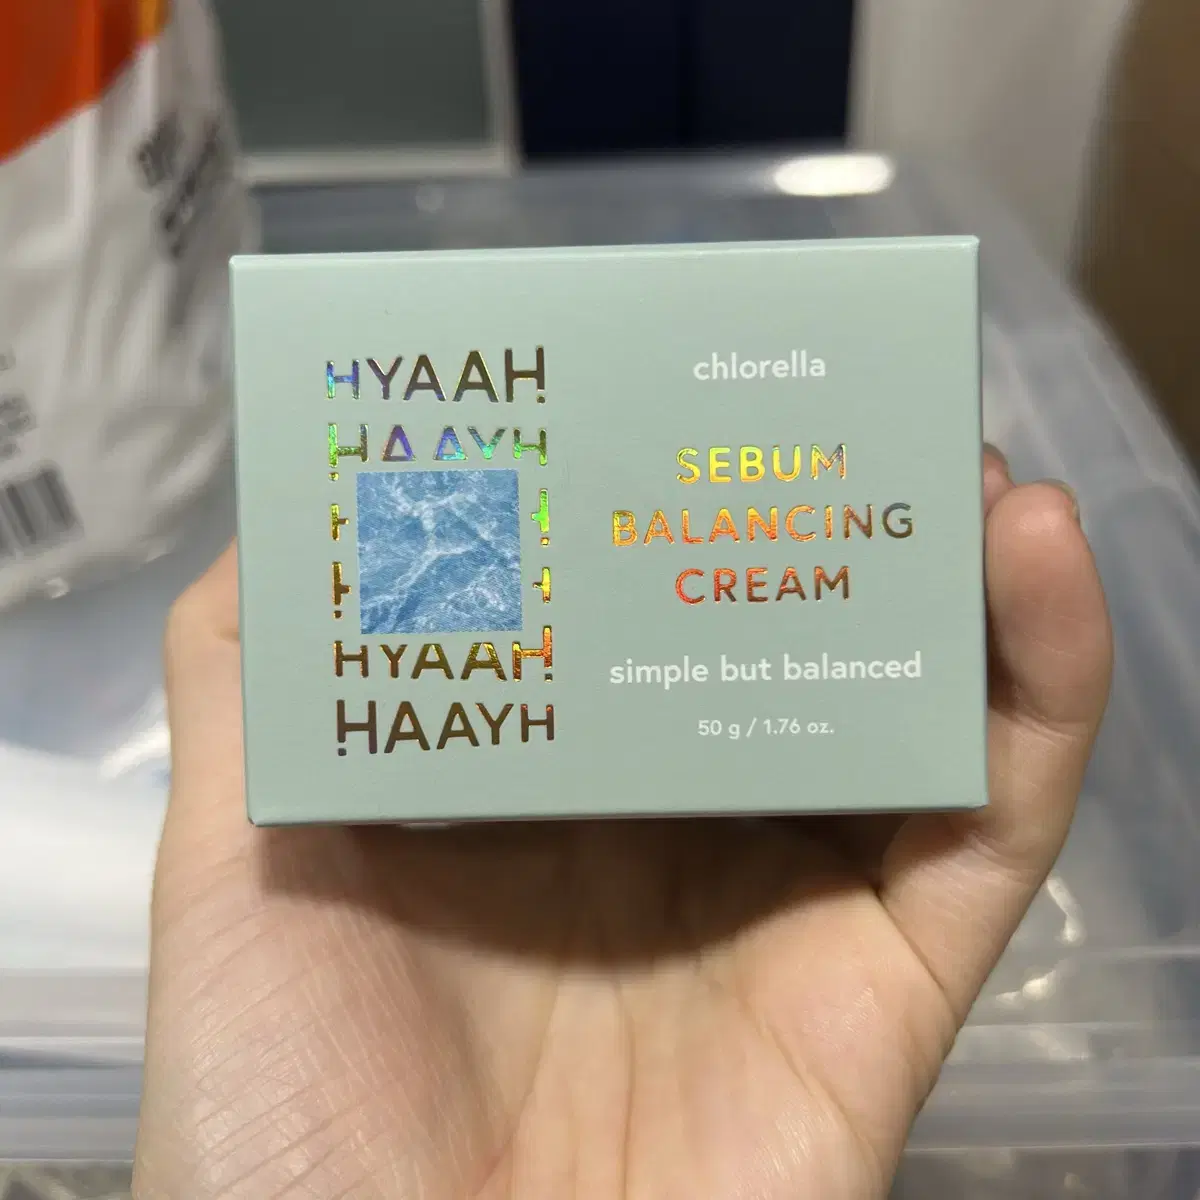 HYAAH!
HAAYH
HYAAH!
HAAYH
chlorella
SEBUM
BALANCING
CREAM
simple but balanced
50 g / 1.76 oz.